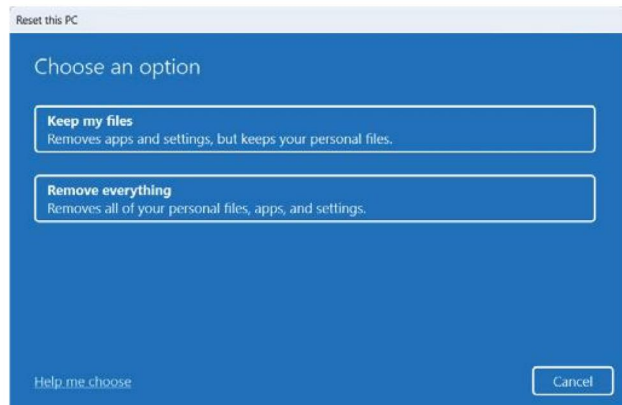 Reset this PC
Choose an option
Keep my files
Removes apps and settings, but keeps your personal files.
Remove everything
Removes all of your personal files, apps, and settings.
Help me choose
Cancel